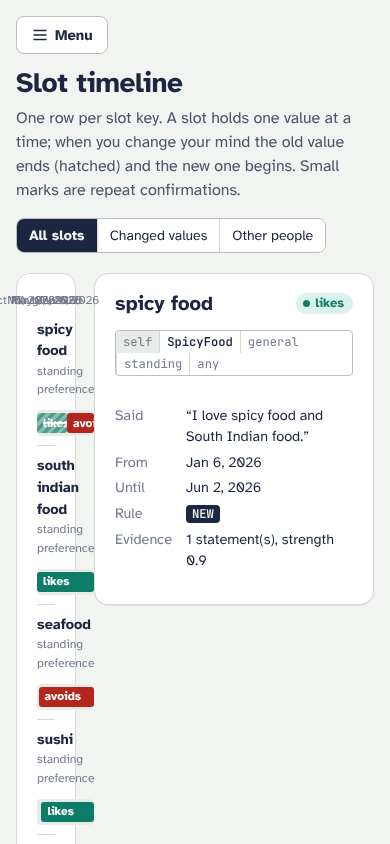 Menu
Slot timeline
One row per slot key. A slot holds one value at a
time; when you change your mind the old value
ends (hatched) and the new one begins. Small
marks are repeat confirmations.
All slots
Changed values
Other people
spicy
food
standing
preference
likes
south
indian
food
standing
preference
likes
seafood
standing
preference
avoids
sushi
standing
preference
likes
spicy food
likes
self SpicyFood general
standing any
Said “I love spicy food and
South Indian food.”
From Jan 6, 2026
Until Jun 2, 2026
Rule NEW
Evidence 1 statement(s), strength
0.9